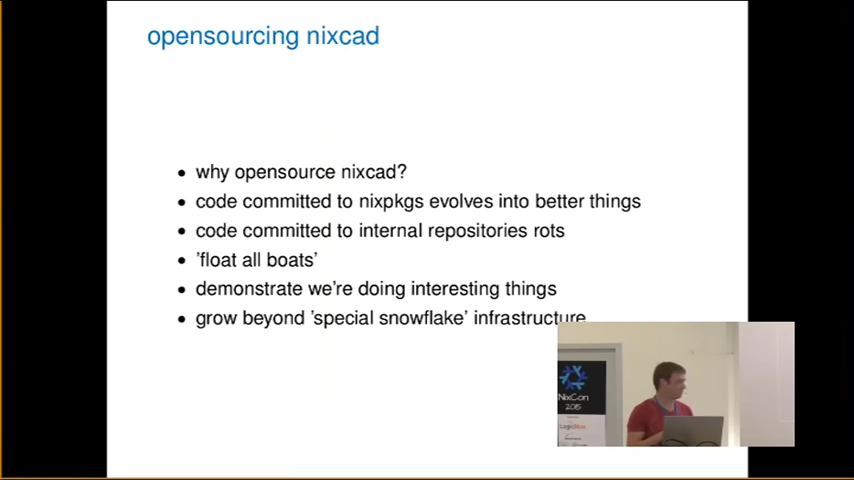 opensourcing nixcad
• why opensource nixcad?
• code committed to nixpkgs evolves into better things
• code committed to internal repositories rots
• 'float all boats'
• demonstrate we're doing interesting things
• grow beyond 'special snowflake' infrastructure
NixCon
2015
LogicBlox